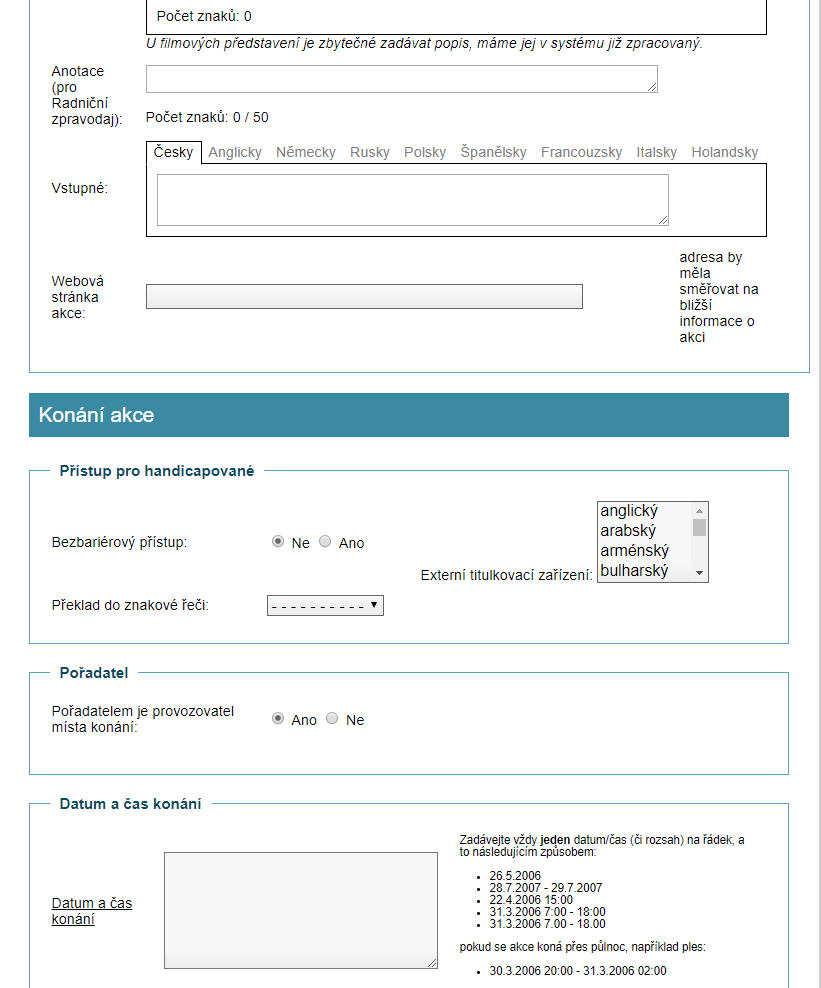 Počet znaků: 0
U filmových představení je zbytečné zadávat popis, máme jej v systému již zpracovaný.
Anotace
(pro
Radniční
zpravodaj):
Počet znaků: 0 / 50
Česky Anglicky Německy Rusky Polsky Španělsky Francouzsky Italsky Holandsky
Vstupné:
Webová
stránka
akce:
adresa by
měla
směřovat na
bližší
informace o
akci
Konání akce
Přístup pro handicapované
Bezbariérový přístup:
Ne Ano
Externí titulkovací zařízení:
anglický
arabský
arménský
bulharský
Překlad do znakové řeči:
- - - - - - - - - -
Pořadatel
Pořadatelem je provozovatel
místa konání:
Ano Ne
Datum a čas konání
Datum a čas
konání
Zadávejte vždy jeden datum/čas (či rozsah) na řádek, a
to následujícím způsobem:
• 26.5.2006
• 28.7.2007 - 29.7.2007
• 22.4.2006 15:00
• 31.3.2006 7:00 - 18:00
• 31.3.2006 7.00 - 18.00
pokud se akce koná přes půlnoc, například ples:
• 30.3.2006 20:00 - 31.3.2006 02:00